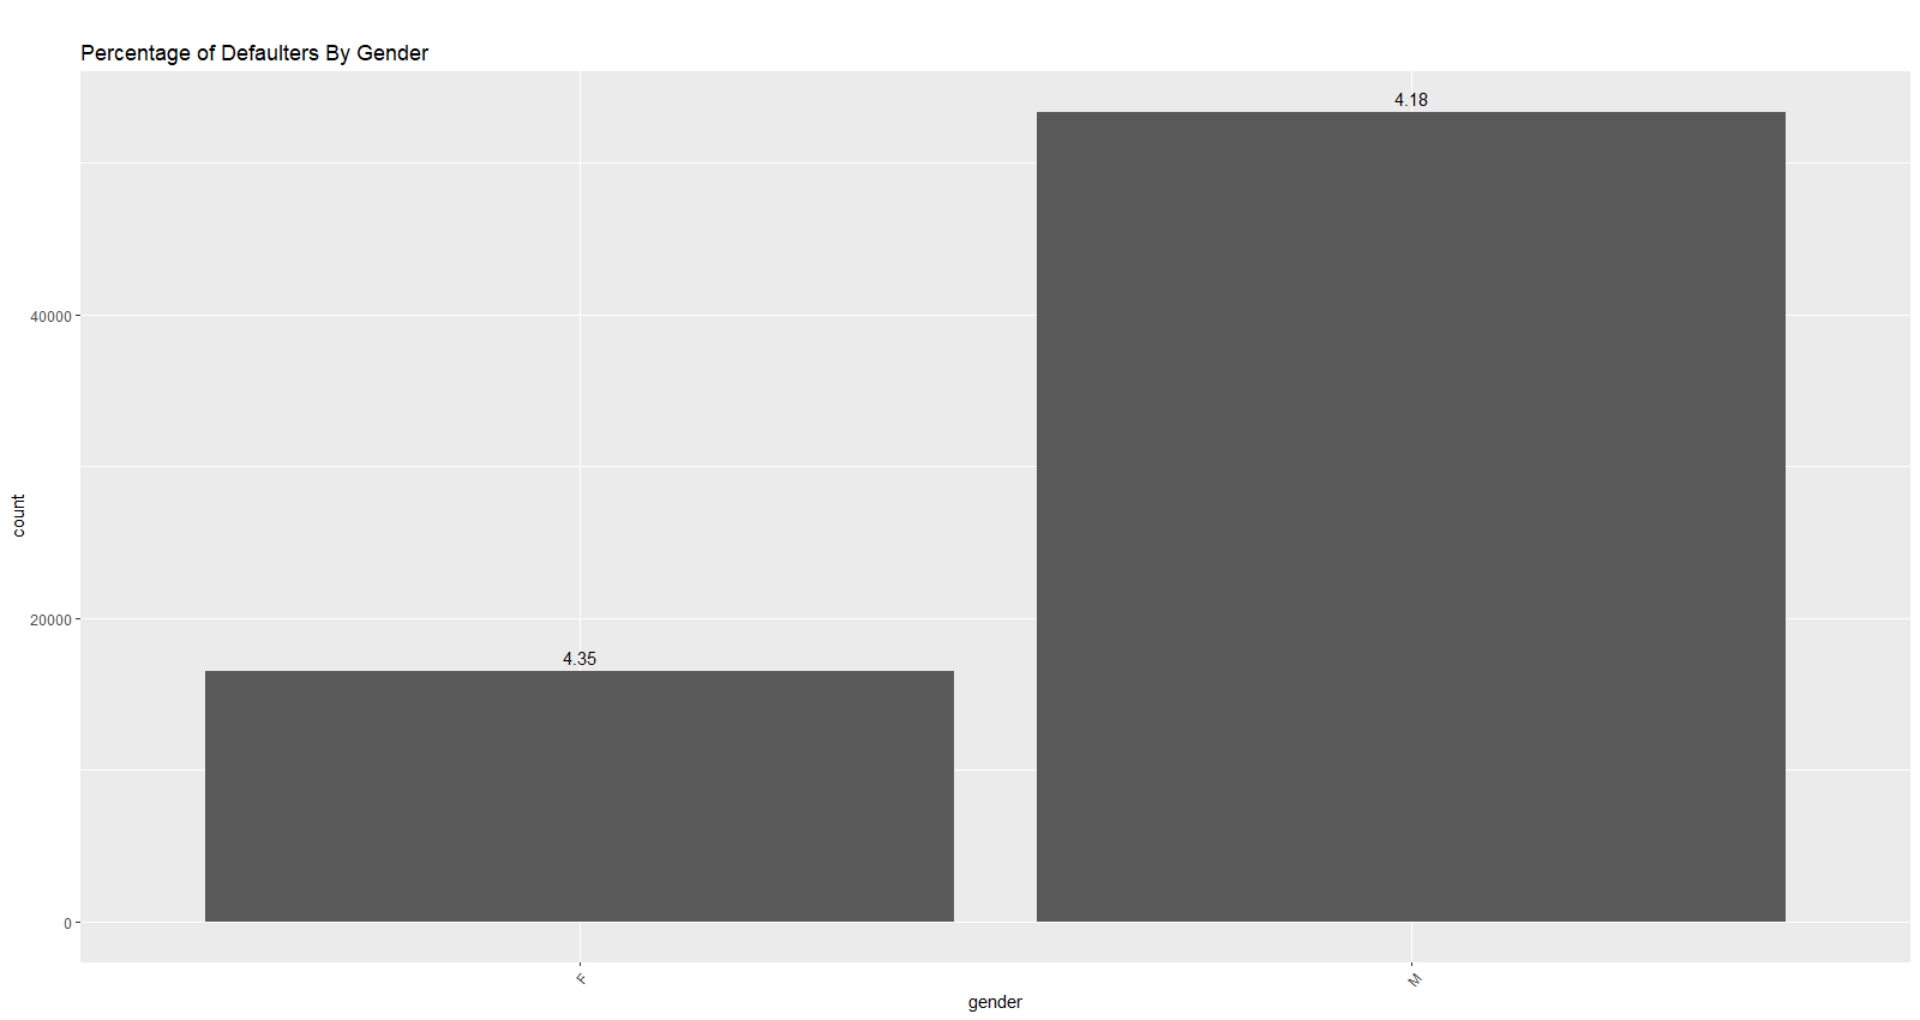 Percentage of Defaulters By Gender
4.18
40000
count
20000
4.35
0
F
M
gender